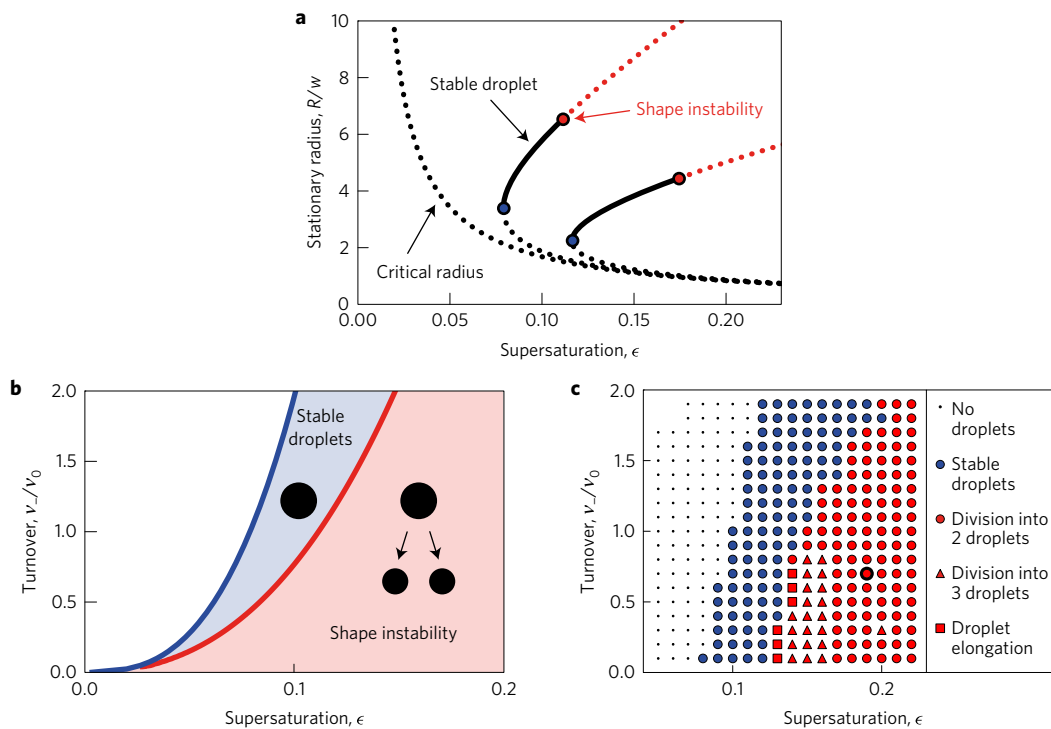 a
10
8
6
4
2
0
Stationary radius, R/w
Stable droplet
Shape instability
Critical radius
0.00
0.05
0.10
0.15
0.20
Supersaturation, ϵ
b
2.0
1.5
1.0
0.5
0.0
Turnover, ν−/ν0
Stable
droplets
Shape instability
0.0
0.1
0.2
Supersaturation, ϵ
c
2.0
1.5
1.0
0.5
0.0
Turnover, ν−/ν0
0.1
0.2
Supersaturation, ϵ
No
droplets
Stable
droplets
Division into
2 droplets
Division into
3 droplets
Droplet
elongation